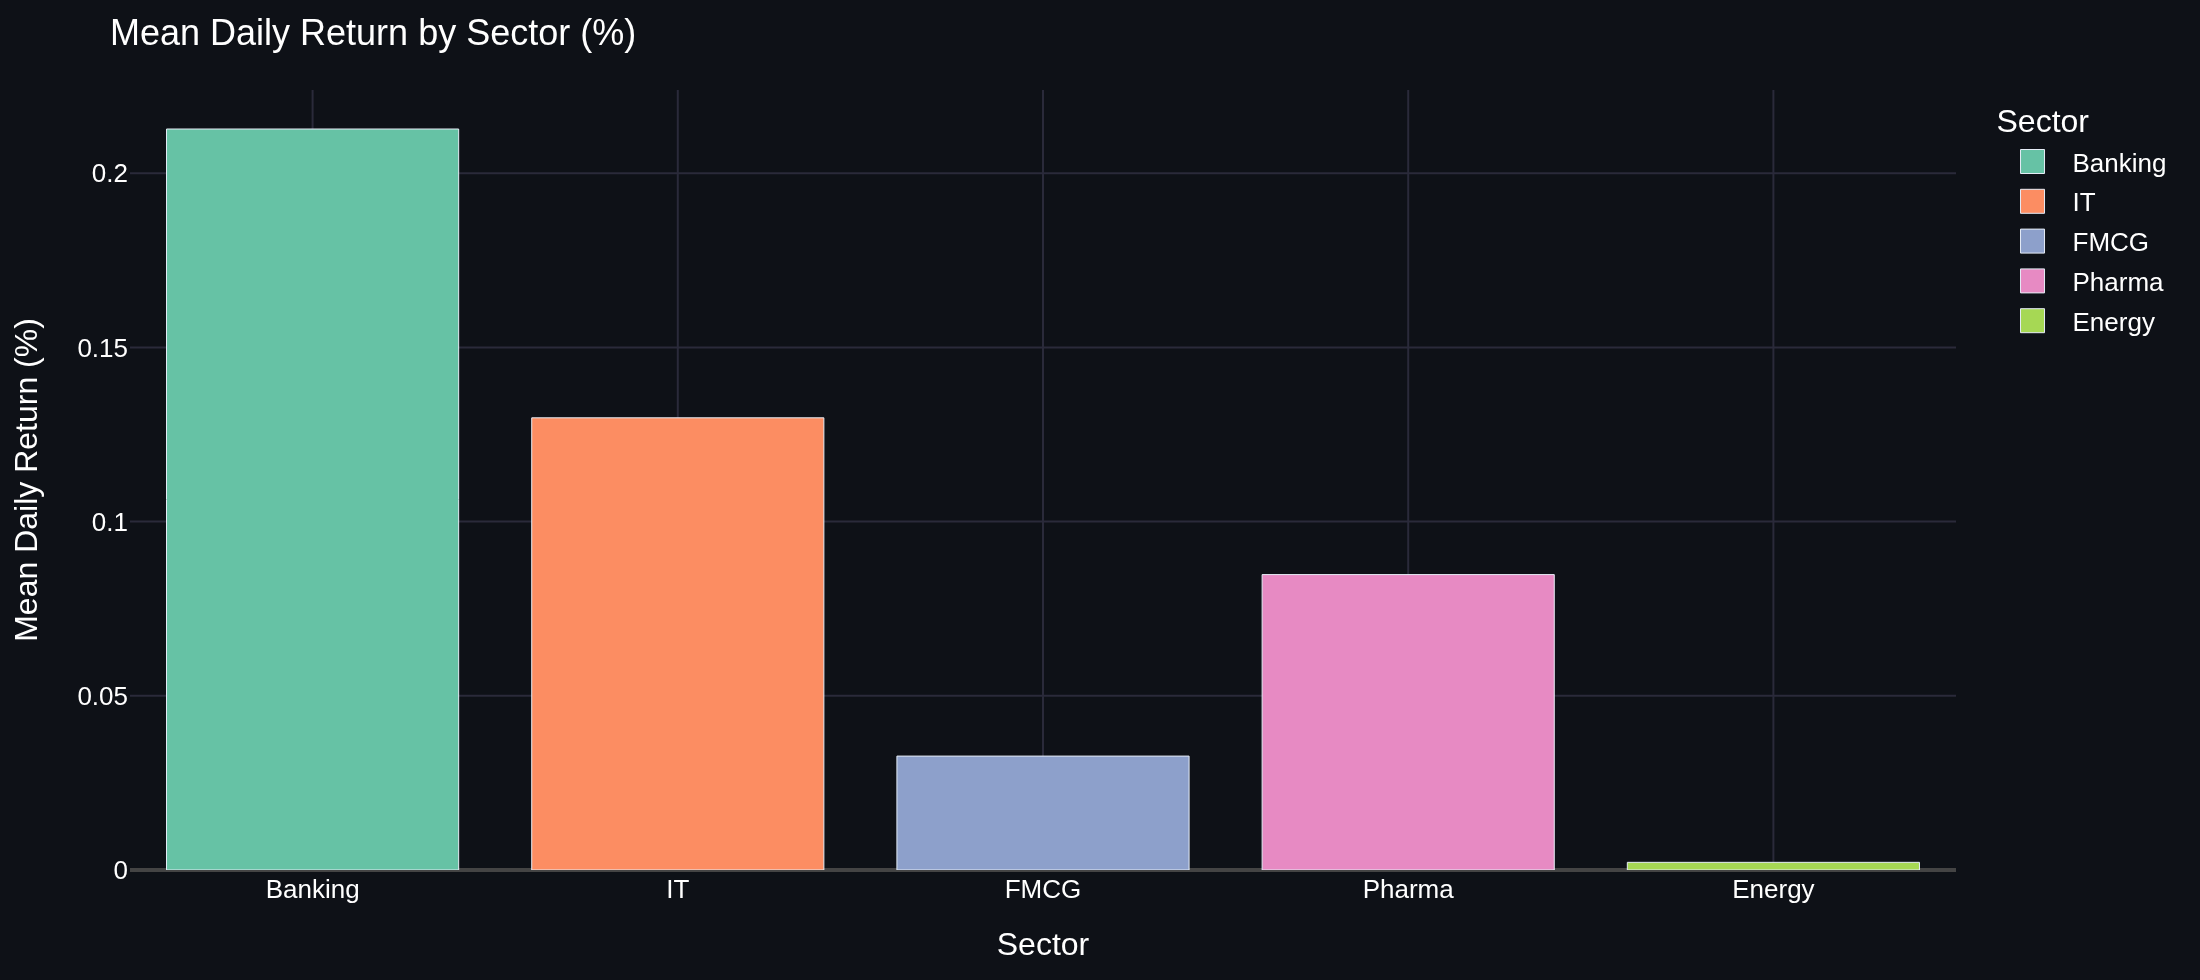 Mean Daily Return by Sector (%)
Mean Daily Return (%)
0.2
0.15
0.1
0.05
0
Banking
IT
FMCG
Pharma
Energy
Sector
Sector
Banking
IT
FMCG
Pharma
Energy